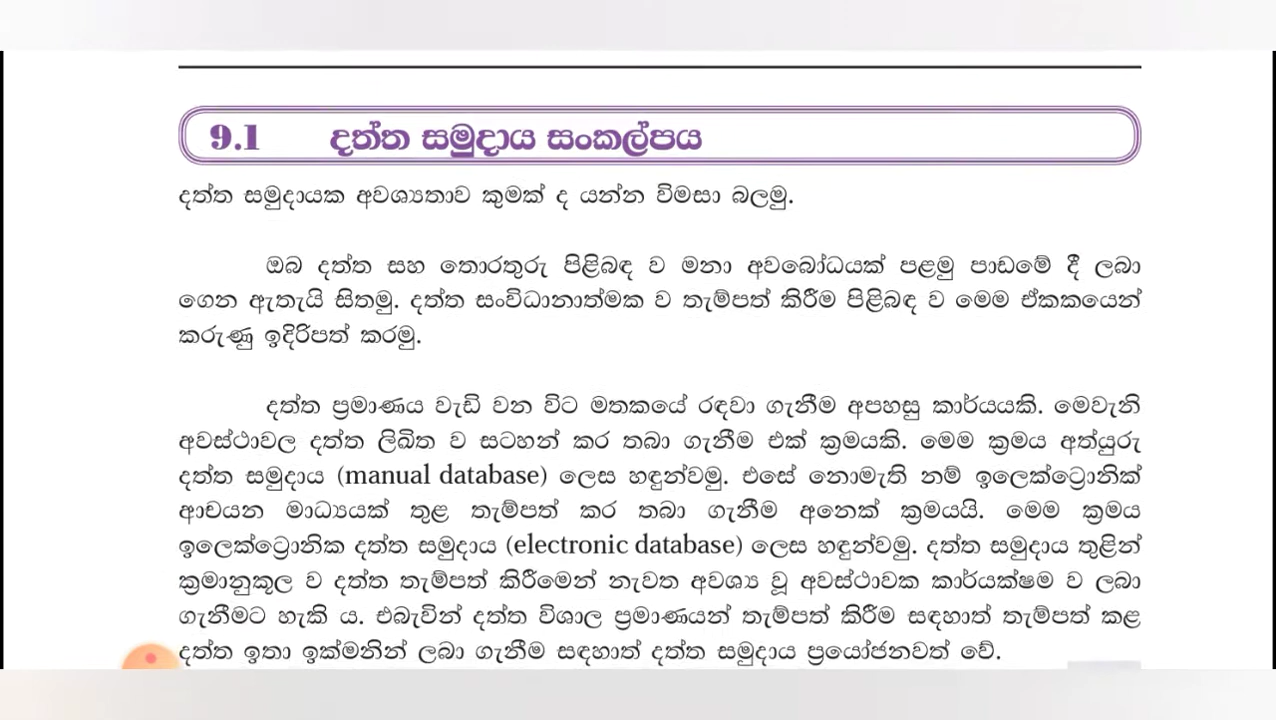 9.1 දත්ත සමුදාය සංකල්පය
දත්ත සමුදායක අවශ්‍යතාව කුමක් ද යන්න විමසා බලමු.
ඔබ දත්ත සහ තොරතුරු පිළිබඳ ව මනා අවබෝධයක් පළමු පාඩමේ දී ලබා
ගෙන ඇතැයි සිතමු. දත්ත සංවිධානාත්මක ව තැම්පත් කිරීම පිළිබඳ ව මෙම ඒකකයෙන්
කරුණු ඉදිරිපත් කරමු.
දත්ත ප්‍රමාණය වැඩි වන විට මතකයේ රඳවා ගැනීම අපහසු කාර්යයකි. මෙවැනි
අවස්ථාවල දත්ත ලිඛිත ව සටහන් කර තබා ගැනීම එක් ක්‍රමයකි. මෙම ක්‍රමය අත්යුරු
දත්ත සමුදාය (manual database) ලෙස හඳුන්වමු. එසේ නොමැති නම් ඉලෙක්ට්‍රොනික්
ආචයන මාධ්‍යයක් තුළ තැම්පත් කර තබා ගැනීම අනෙක් ක්‍රමයයි. මෙම ක්‍රමය
ඉලෙක්ට්‍රොනික දත්ත සමුදාය (electronic database) ලෙස හඳුන්වමු. දත්ත සමුදාය තුළින්
ක්‍රමානුකූල ව දත්ත තැම්පත් කිරීමෙන් නැවත අවශ්‍ය වූ අවස්ථාවක කාර්යක්ෂම ව ලබා
ගැනීමට හැකි ය. එබැවින් දත්ත විශාල ප්‍රමාණයන් තැම්පත් කිරීම සඳහාත් තැම්පත් කළ
දත්ත ඉතා ඉක්මනින් ලබා ගැනීම සඳහාත් දත්ත සමුදාය ප්‍රයෝජනවත් වේ.